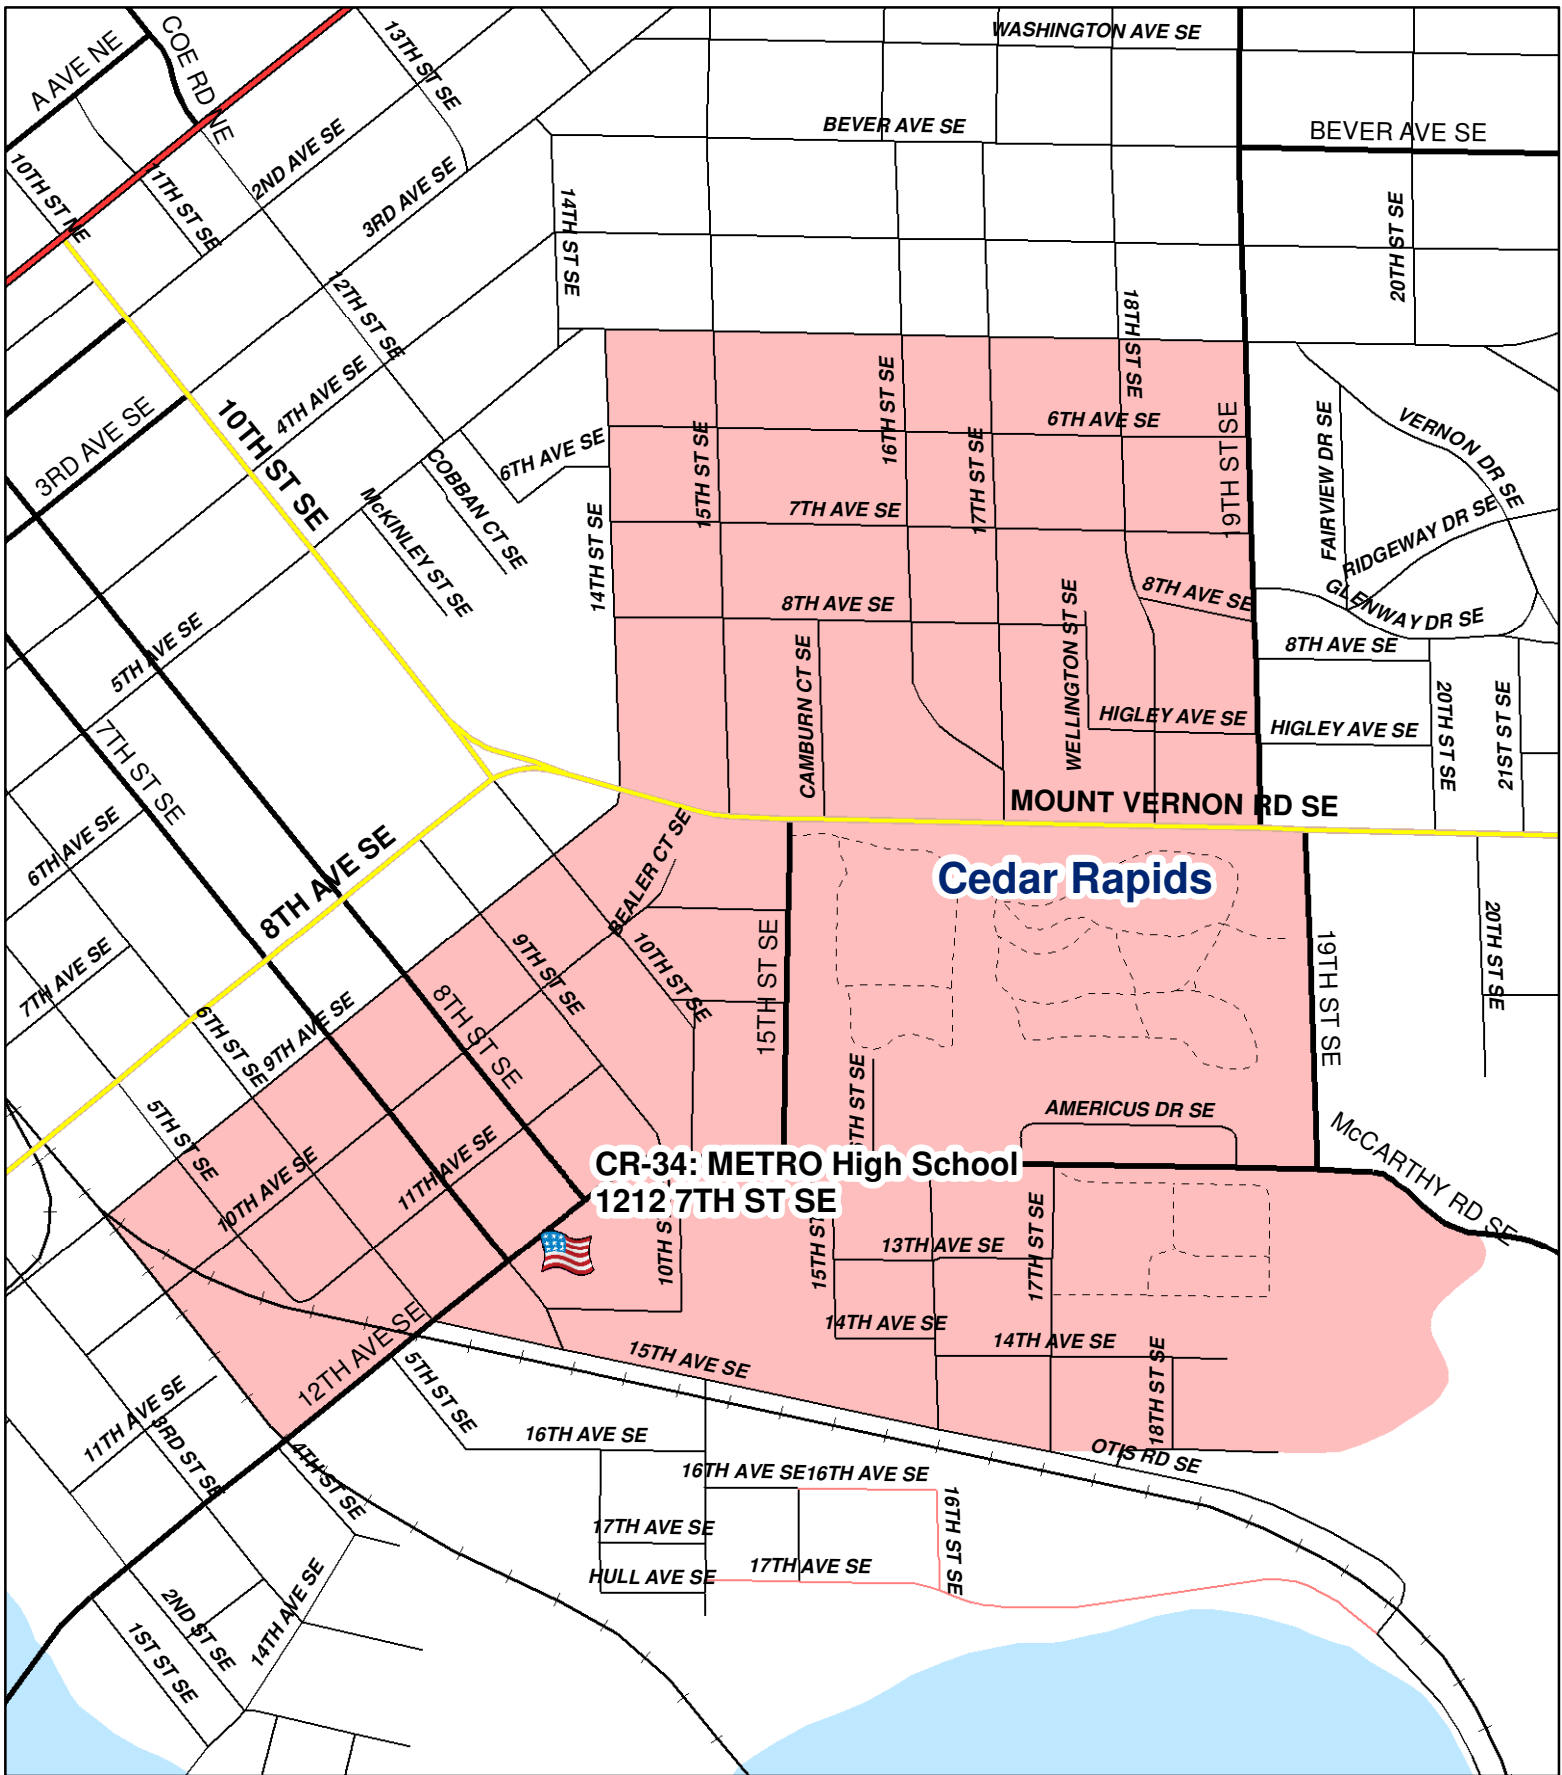 WASHINGTON AVE SE
A AVE NE
COE RD NE
13TH ST SE
BEVER AVE SE
BEVER AVE SE
10TH ST NE
11TH ST SE
2ND AVE SE
3RD AVE SE
14TH ST SE
20TH ST SE
12TH ST SE
18TH ST SE
4TH AVE SE
3RD AVE SE
10TH ST SE
16TH ST SE
6TH AVE SE
6TH AVE SE
19TH ST SE
FAIRVIEW DR SE
VERNON DR SE
COBBAN CT SE
McKINLEY ST SE
15TH ST SE
17TH ST SE
7TH AVE SE
RIDGEWAY DR SE
14TH ST SE
8TH AVE SE
8TH AVE SE
GLENWAY DR SE
8TH AVE SE
5TH AVE SE
CAMBURN CT SE
WELLINGTON ST SE
HIGLEY AVE SE
HIGLEY AVE SE
20TH ST SE
21ST ST SE
7TH ST SE
MOUNT VERNON RD SE
6TH AVE SE
8TH AVE SE
BEALER CT SE
Cedar Rapids
7TH AVE SE
9TH ST SE
10TH ST SE
15TH ST SE
19TH ST SE
20TH ST SE
6TH ST SE
9TH AVE SE
8TH ST SE
5TH ST SE
5TH ST SE
AMERICUS DR SE
McCARTHY RD SE
10TH AVE SE
11TH AVE SE
CR-34: METRO High School
1212 7TH ST SE
10TH S
15TH ST
13TH AVE SE
17TH ST SE
14TH AVE SE
14TH AVE SE
12TH AVE SE
15TH AVE SE
18TH ST SE
5TH ST SE
11TH AVE SE
3RD ST SE
4TH ST SE
16TH AVE SE
OTIS RD SE
16TH AVE SE
16TH AVE SE
16TH ST SE
17TH AVE SE
17TH AVE SE
HULL AVE SE
2ND ST SE
14TH AVE SE
1ST ST SE